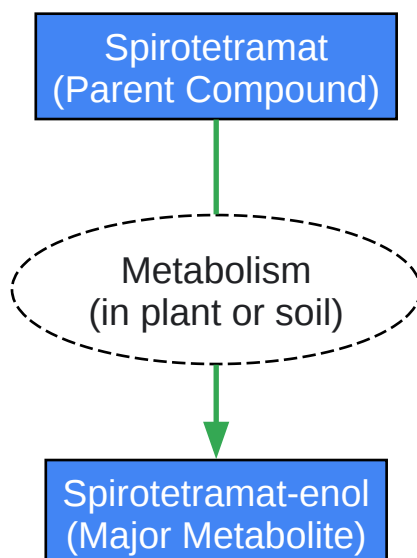 Spirotetramat
(Parent Compound)
Metabolism
(in plant or soil)
Spirotetramat-enol
(Major Metabolite)